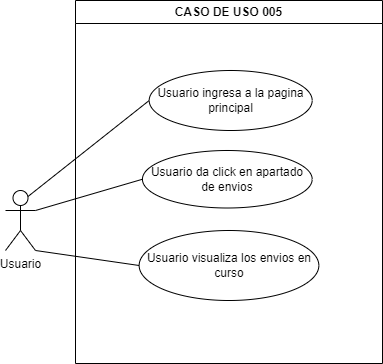 CASO DE USO 005
Usuario ingresa a la pagina
principal
Usuario da click en apartado
de envios
Usuario visualiza los envios en
curso
Usuario